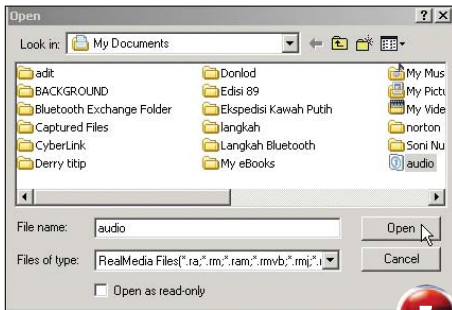 Open
Look in: My Documents
adit
BACKGROUND
Bluetooth Exchange Folder
Captured Files
CyberLink
Derry titip
Donlod
Edisi 89
Ekspedisi Kawah Putih
langkah
Langkah Bluetooth
My eBooks
My Mus
My Pictu
My Vide
norton
Soni Nu
audio
File name: audio
Open
Files of type: RealMedia Files(*.ra;*.rm;*.ram;*.rmvb;*.rmj;*.r
Cancel
Open as read-only